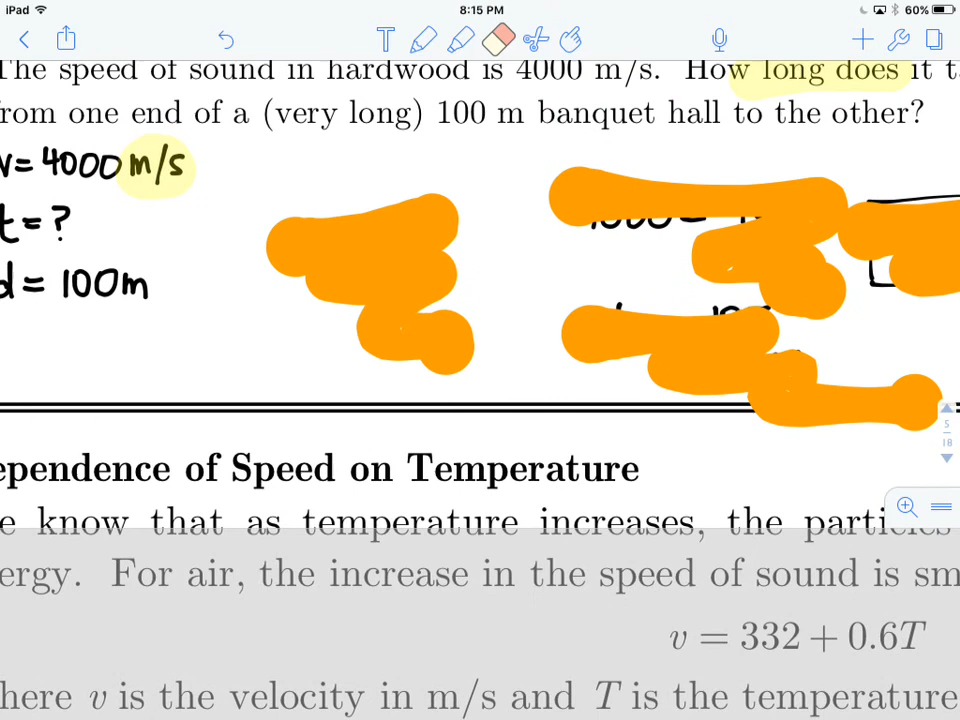 iPad 8:15 PM 60%
The speed of sound in hardwood is 4000 m/s. How long does it
from one end of a (very long) 100 m banquet hall to the other?
v = 4000 m/s
t = ?
d = 100m
5
18
ependence of Speed on Temperature
e know that as temperature increases, the particles
ergy. For air, the increase in the speed of sound is sm
v = 332 + 0.6T
here v is the velocity in m/s and T is the temperature